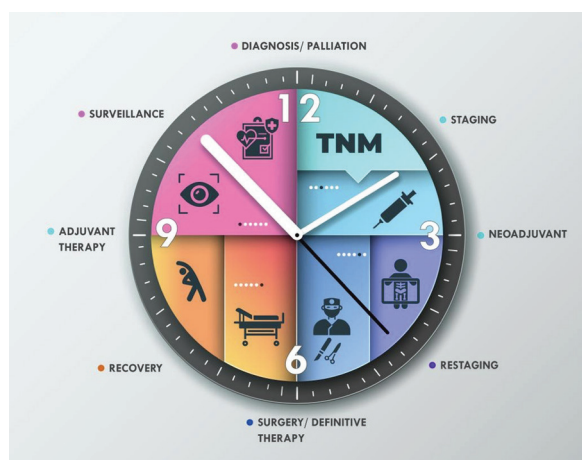 DIAGNOSIS/ PALLIATION
SURVEILLANCE
STAGING
12
TNM
ADJUVANT
THERAPY
9
3
NEOADJUVANT
RECOVERY
6
RESTAGING
SURGERY/ DEFINITIVE
THERAPY